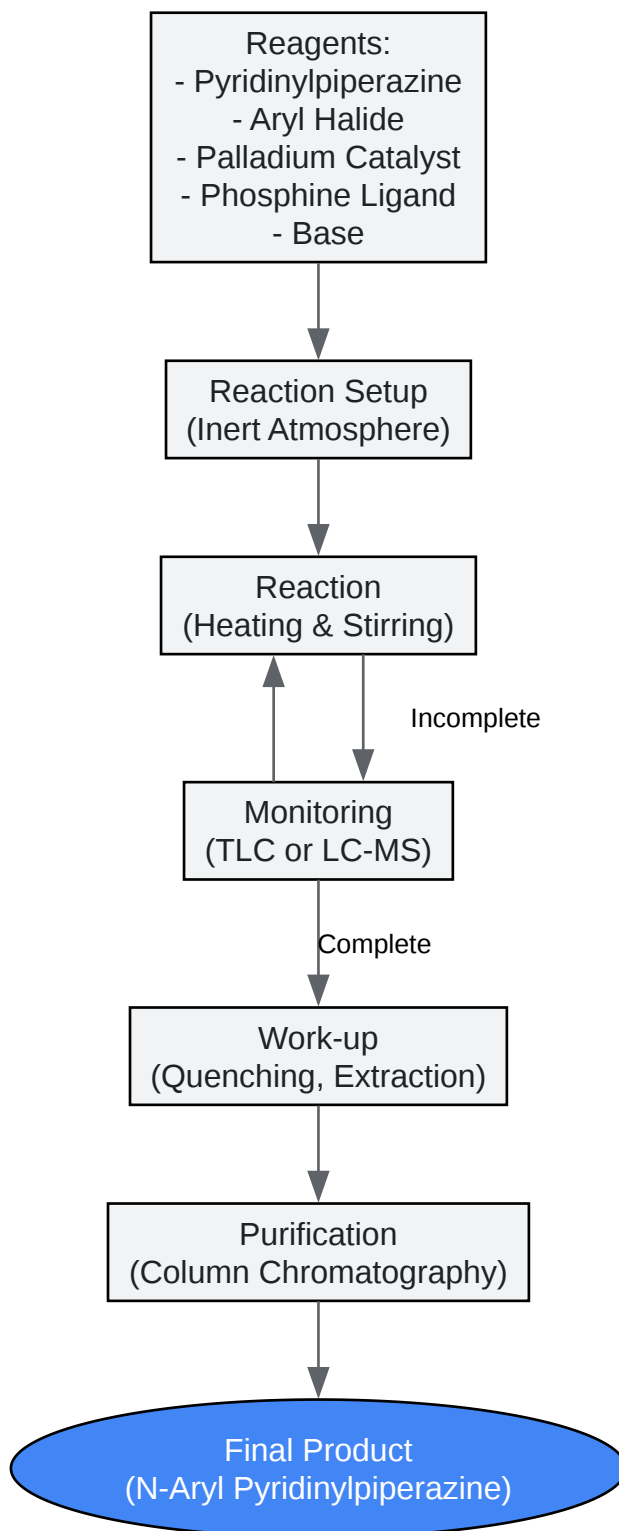 Reagents:
- Pyridinylpiperazine
- Aryl Halide
- Palladium Catalyst
- Phosphine Ligand
- Base
Reaction Setup
(Inert Atmosphere)
Reaction
(Heating & Stirring)
Incomplete
Monitoring
(TLC or LC-MS)
Complete
Work-up
(Quenching, Extraction)
Purification
(Column Chromatography)
Final Product
(N-Aryl Pyridinylpiperazine)